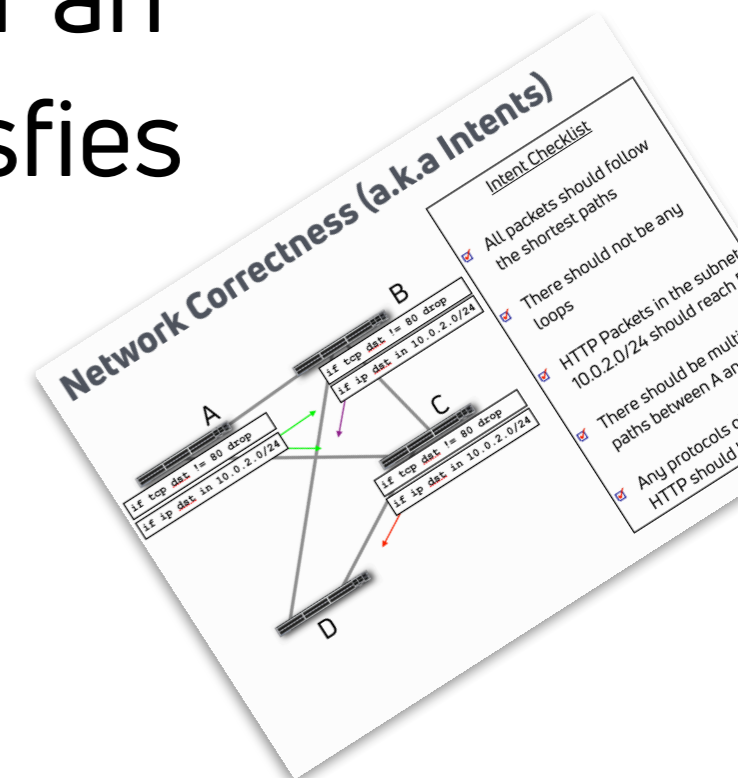 an
sfies
Network Correctness (a.k.a Intents)
Intent Checklist
All packets should follow
the shortest paths
There should not be any
loops
HTTP Packets in the subnet
10.0.2.0/24 should reach
There should be
paths between A
Any protocols
HTTP should
B
if tcp dst != 80 drop
if ip dst in 10.0.2.0/24
A
if tcp dst != 80 drop
if ip dst in 10.0.2.0/24
C
if tcp dst != 80 drop
if ip dst in 10.0.2.0/24
D